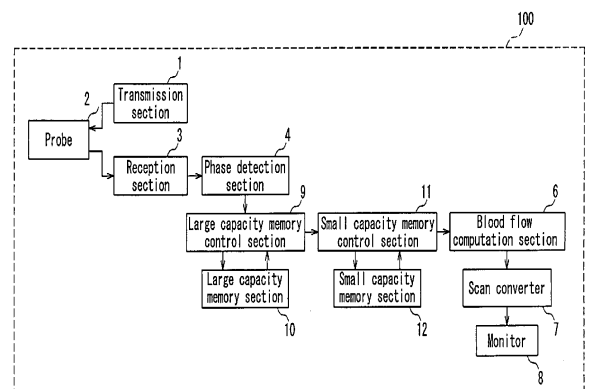 100
1
Transmission
section
2
Probe
3
Reception
section
4
Phase detection
section
9
Large capacity memory
control section
11
Small capacity memory
control section
6
Blood flow
computation section
Large capacity
memory section
10
Small capacity
memory section
12
Scan converter
7
Monitor
8